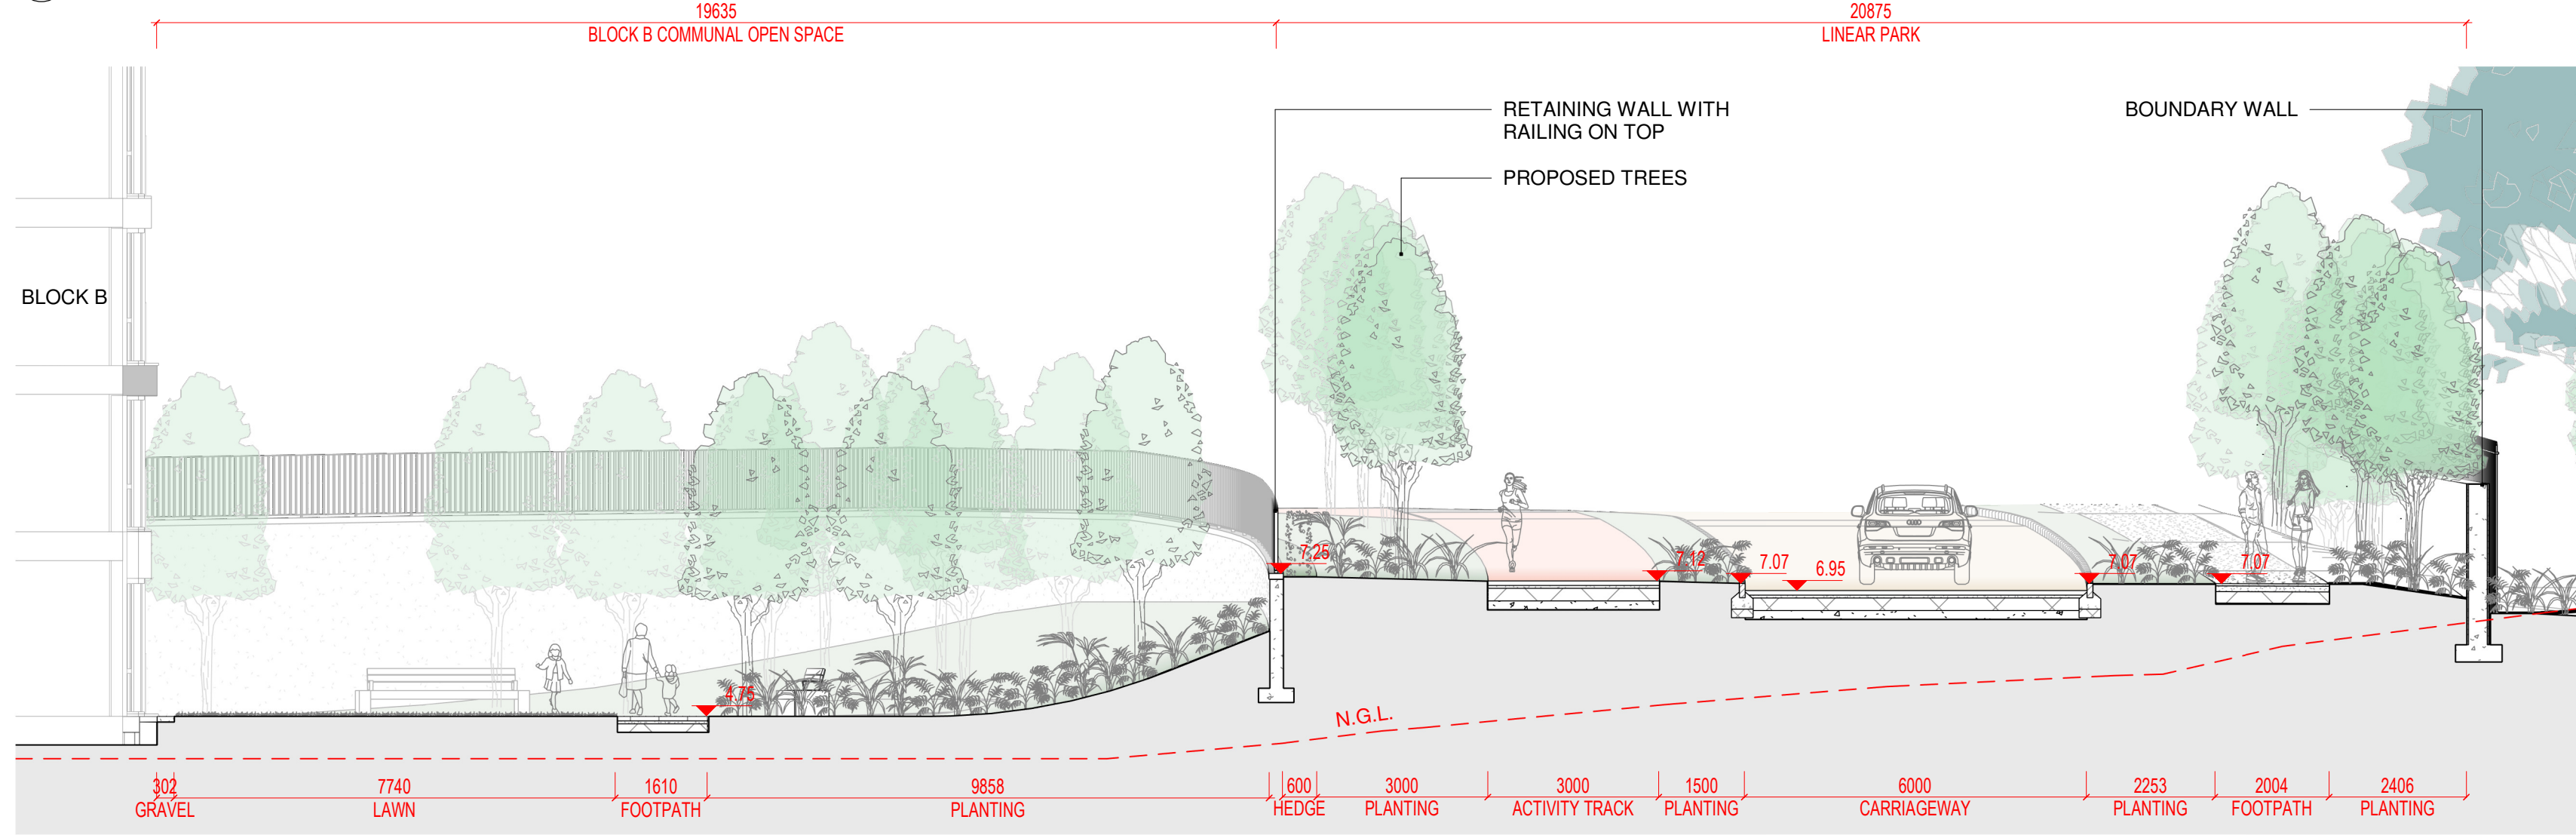 19635
BLOCK B COMMUNAL OPEN SPACE
20875
LINEAR PARK
RETAINING WALL WITH
RAILING ON TOP
BOUNDARY WALL
PROPOSED TREES
BLOCK B
7.25
7.12
7.07
6.95
7.07
7.07
4.75
N.G.L.
302
GRAVEL
7740
LAWN
1610
FOOTPATH
9858
PLANTING
600
HEDGE
3000
PLANTING
3000
ACTIVITY TRACK
1500
PLANTING
6000
CARRIAGEWAY
2253
PLANTING
2004
FOOTPATH
2406
PLANTING